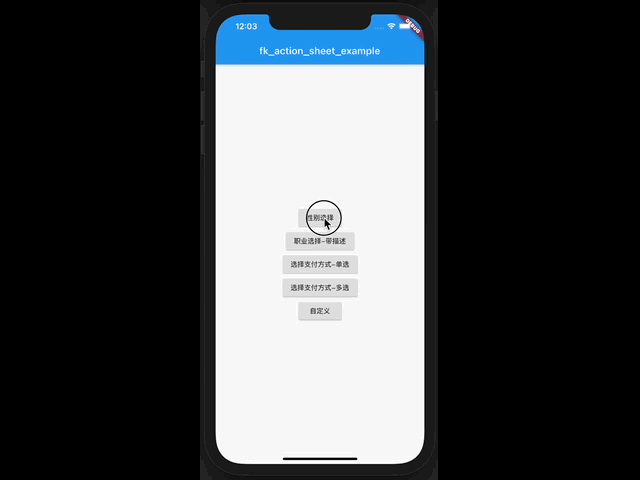 12:03
DEBUG
fk_action_sheet_example
性别选择
职业选择-带描述
选择支付方式-单选
选择支付方式-多选
自定义